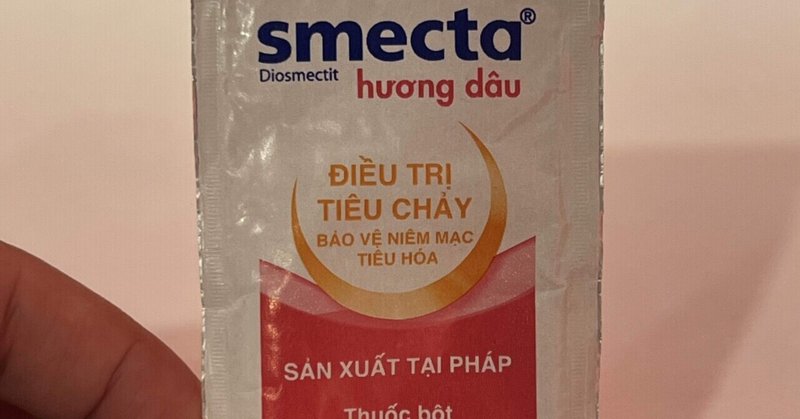 smecta®
Diosmectit
hương dâu
ĐIỀU TRỊ
TIÊU CHẢY
BẢO VỆ NIÊM MẠC
TIÊU HÓA
SẢN XUẤT TẠI PHÁP
Thuốc bột